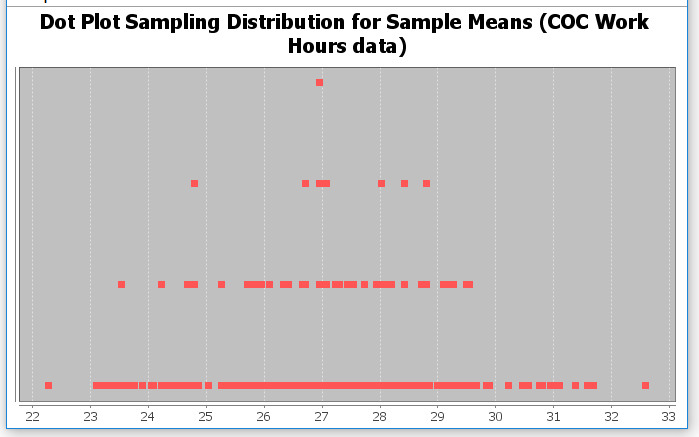 Dot Plot Sampling Distribution for Sample Means (COC Work
Hours data)
22 23 24 25 26 27 28 29 30 31 32 33